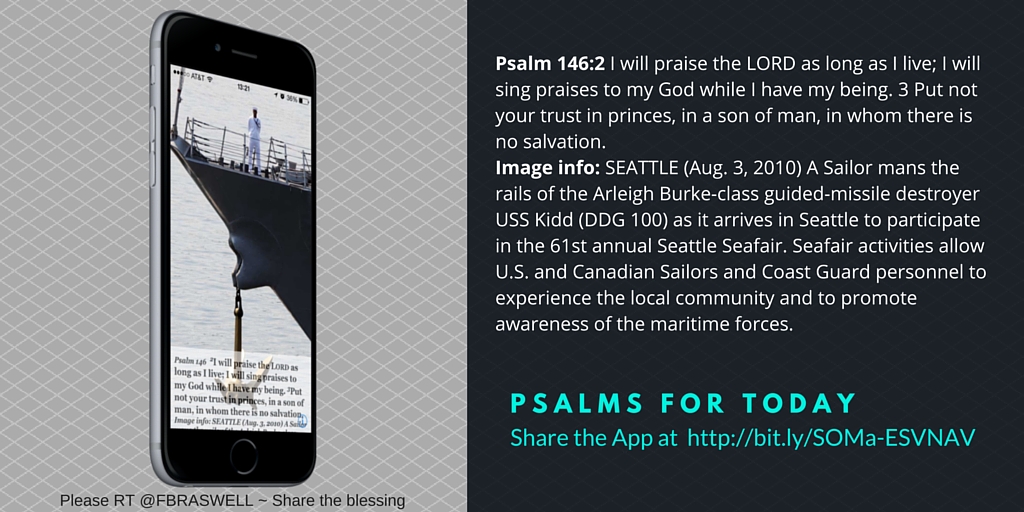 AT&T
13:21
36%
Psalm 146 ²I will praise the LORD as
long as I live; I will sing praises to
my God while I have my being. ³Put
not your trust in princes, in a son of
man, in whom there is no salvation.
Image info: SEATTLE (Aug. 3, 2010) A Sailor
Please RT @FBRASWELL ~ Share the blessing
Psalm 146:2 I will praise the LORD as long as I live; I will
sing praises to my God while I have my being. 3 Put not
your trust in princes, in a son of man, in whom there is
no salvation.
Image info: SEATTLE (Aug. 3, 2010) A Sailor mans the
rails of the Arleigh Burke-class guided-missile destroyer
USS Kidd (DDG 100) as it arrives in Seattle to participate
in the 61st annual Seattle Seafair. Seafair activities allow
U.S. and Canadian Sailors and Coast Guard personnel to
experience the local community and to promote
awareness of the maritime forces.
PSALMS FOR TODAY
Share the App at http://bit.ly/SOMa-ESVNAV